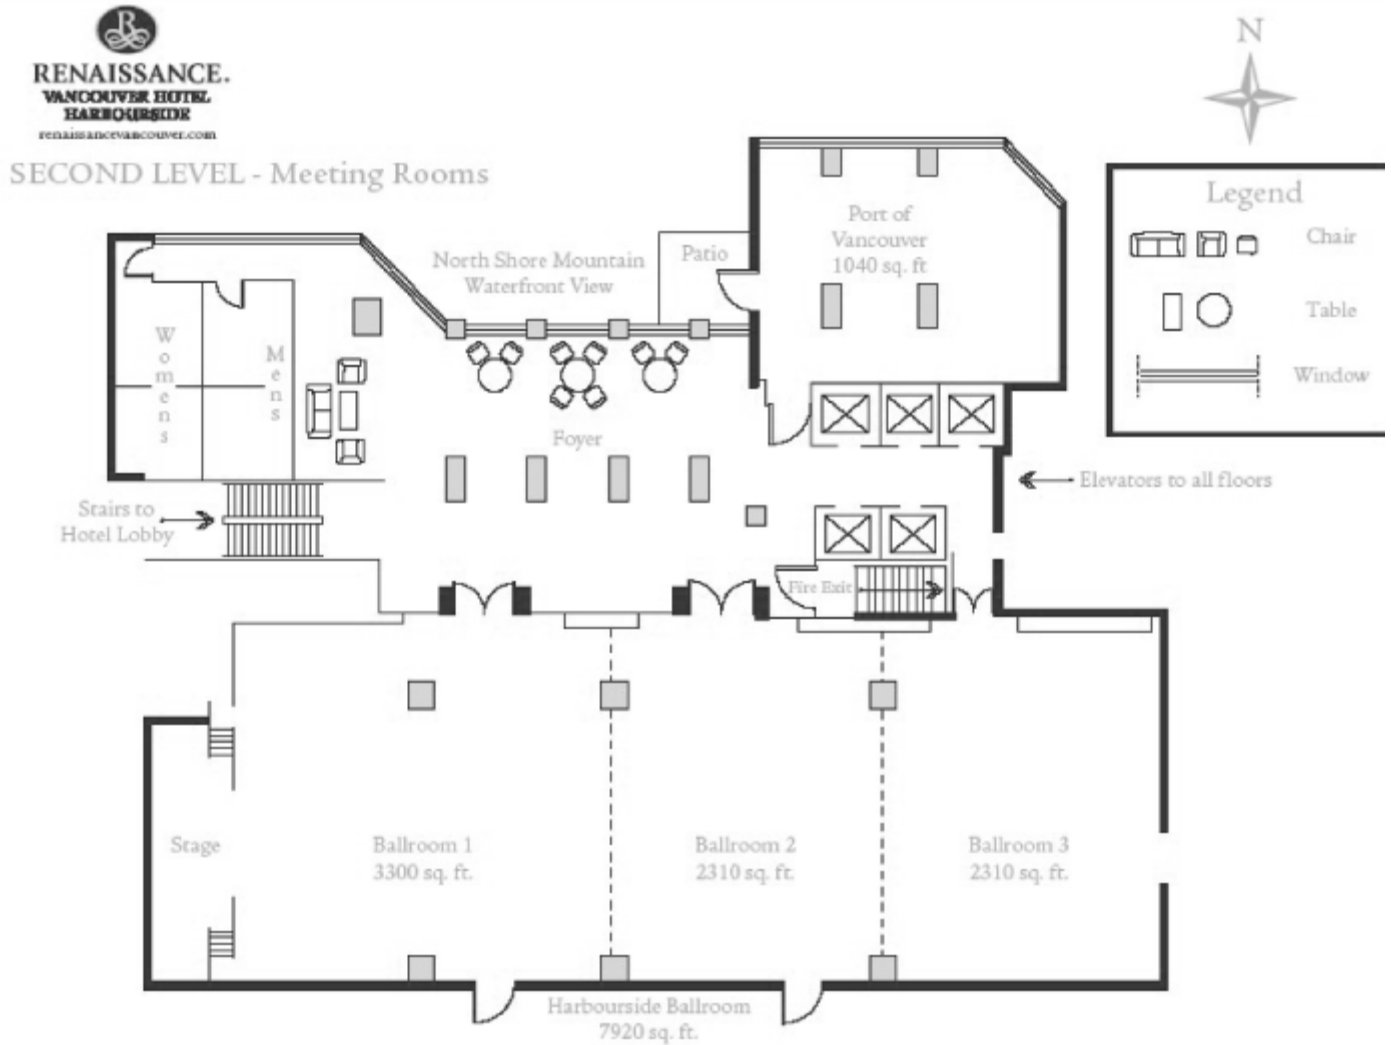 R
RENAISSANCE.
VANCOUVER HOTEL
HARBOURSIDE
renaissancevancouver.com
SECOND LEVEL - Meeting Rooms
N
Legend
Chair
Table
Window
Port of
Vancouver
1040 sq. ft
Patio
North Shore Mountain
Waterfront View
Womens
Mens
Foyer
Elevators to all floors
Stairs to
Hotel Lobby
Fire Exit
Stage
Ballroom 1
3300 sq. ft.
Ballroom 2
2310 sq. ft.
Ballroom 3
2310 sq. ft.
Harbourside Ballroom
7920 sq. ft.